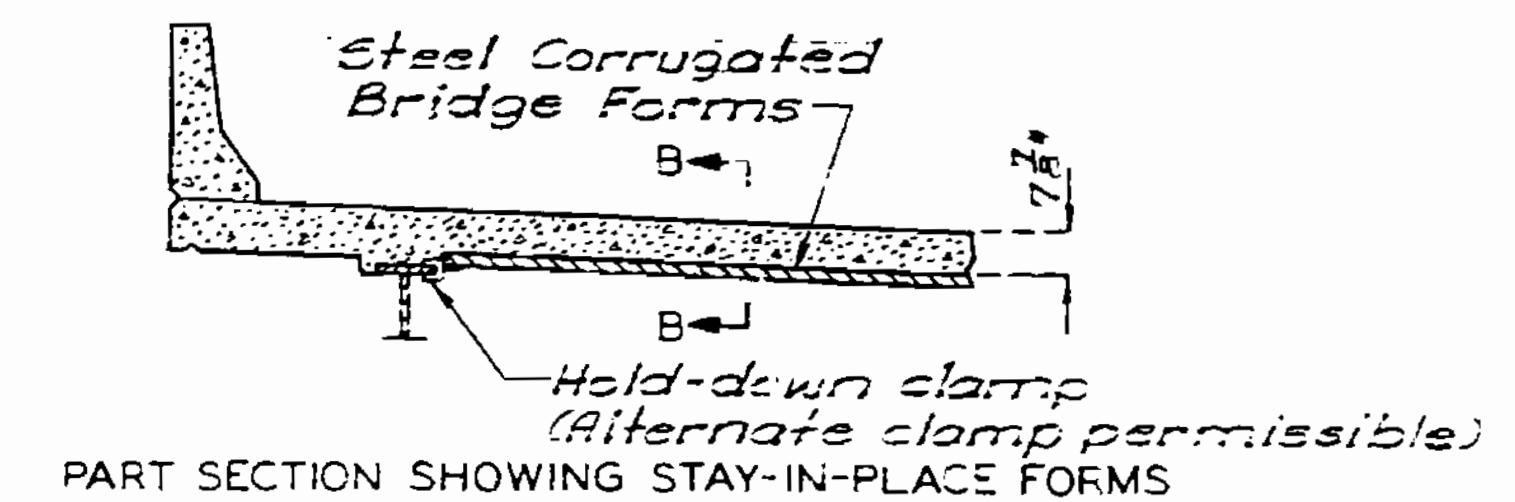 Steel Corrugated
Bridge Forms
B
7 7/8"
B
Hold-down clamp
(Alternate clamp permissible)
PART SECTION SHOWING STAY-IN-PLACE FORMS